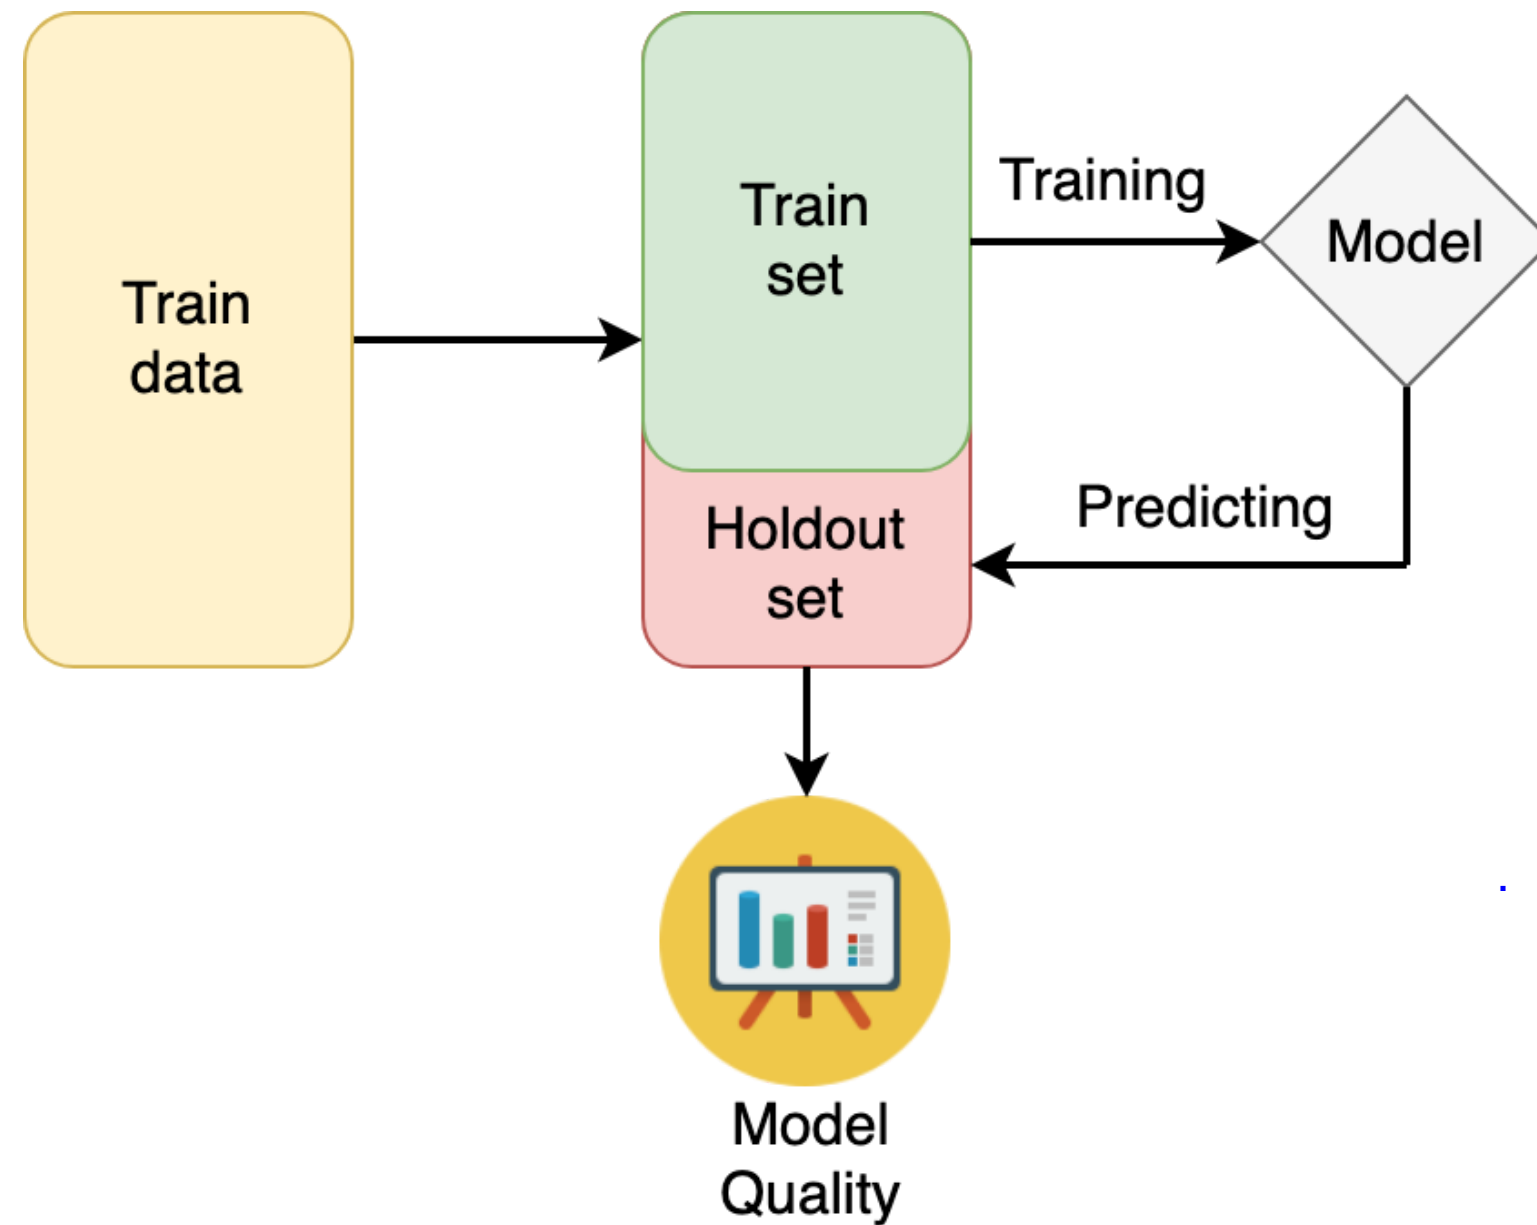 Train
data
Train
set
Training
Model
Holdout
set
Predicting
Model
Quality